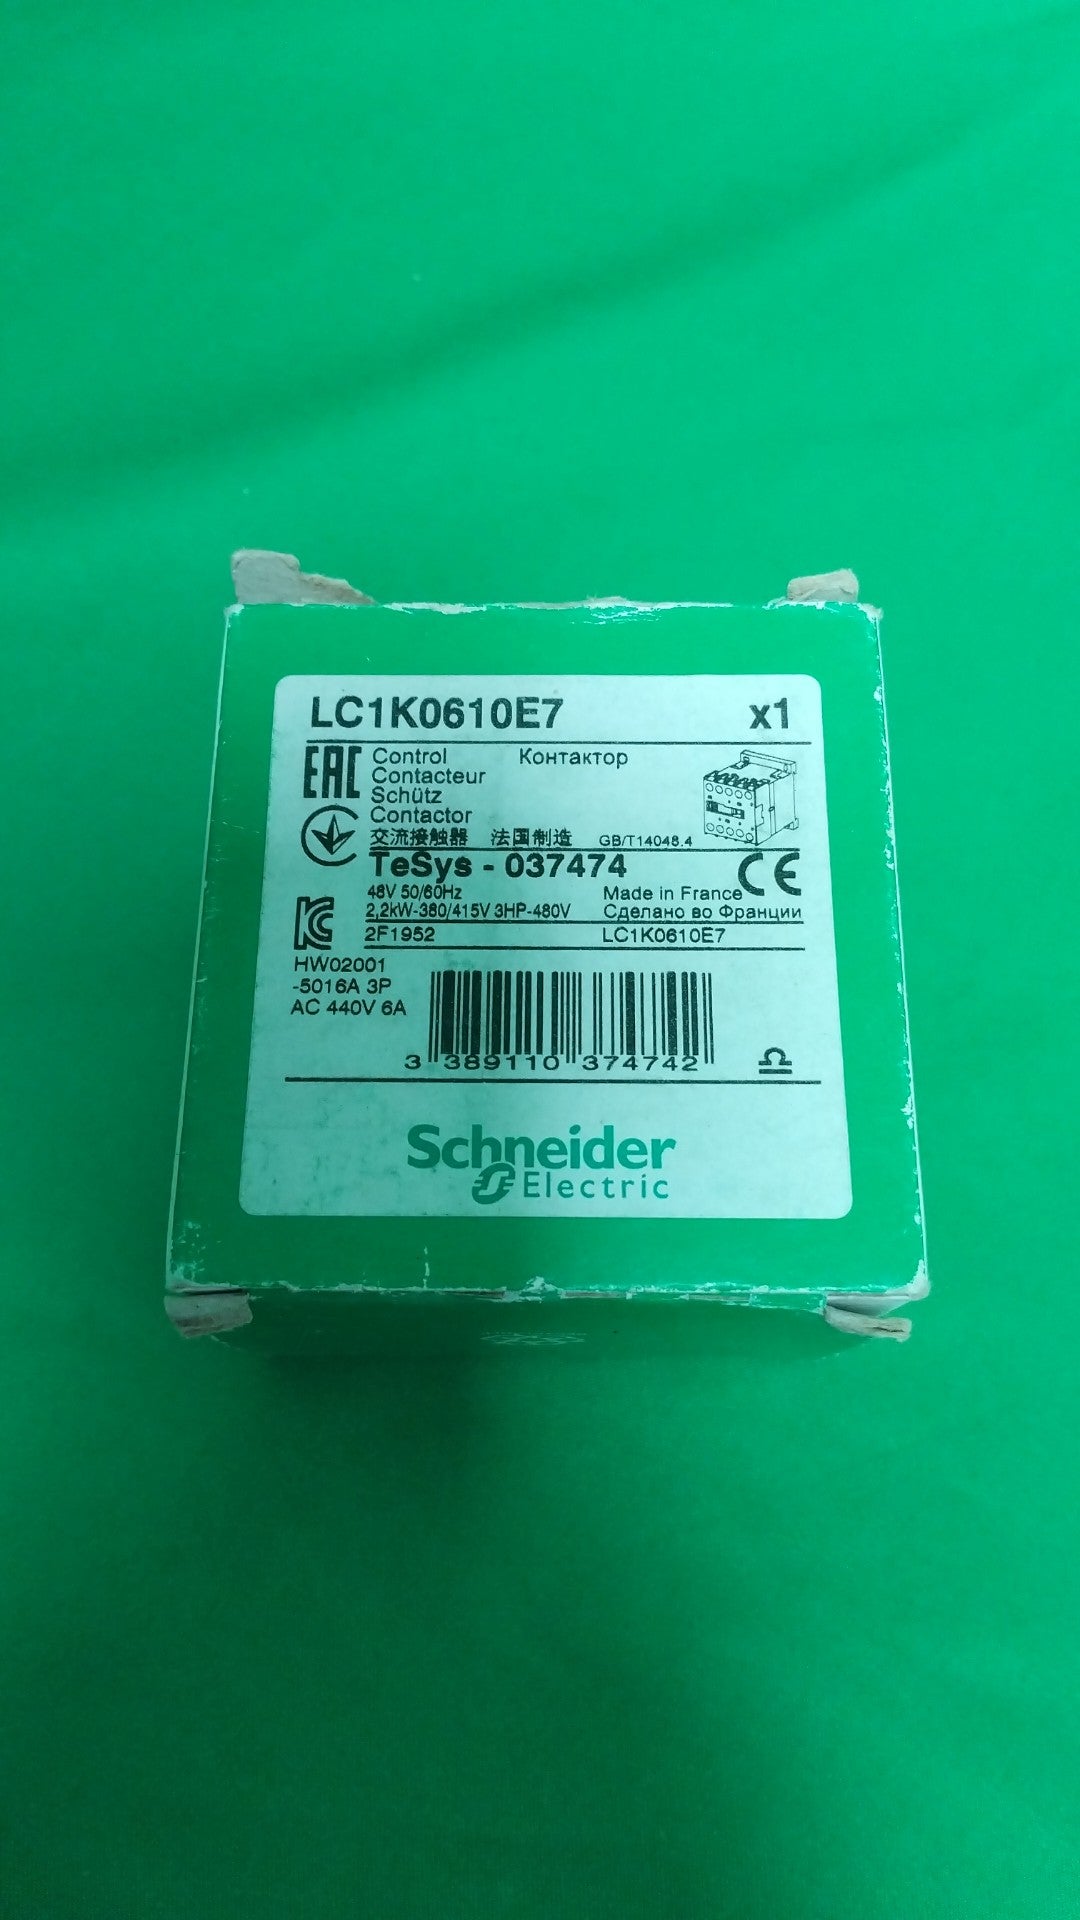 LC1K0610E7 x1
EAC Control Контактор
Contacteur
Schütz
Contactor
交流接触器 法国制造 GB/T14048.4
TeSys - 037474 CE
48V 50/60Hz Made in France
2,2kW-380/415V 3HP-480V Сделано во Франции
2F1952 LC1K0610E7
HW02001
-5016A 3P
AC 440V 6A
3 389110 374742
Schneider
Electric